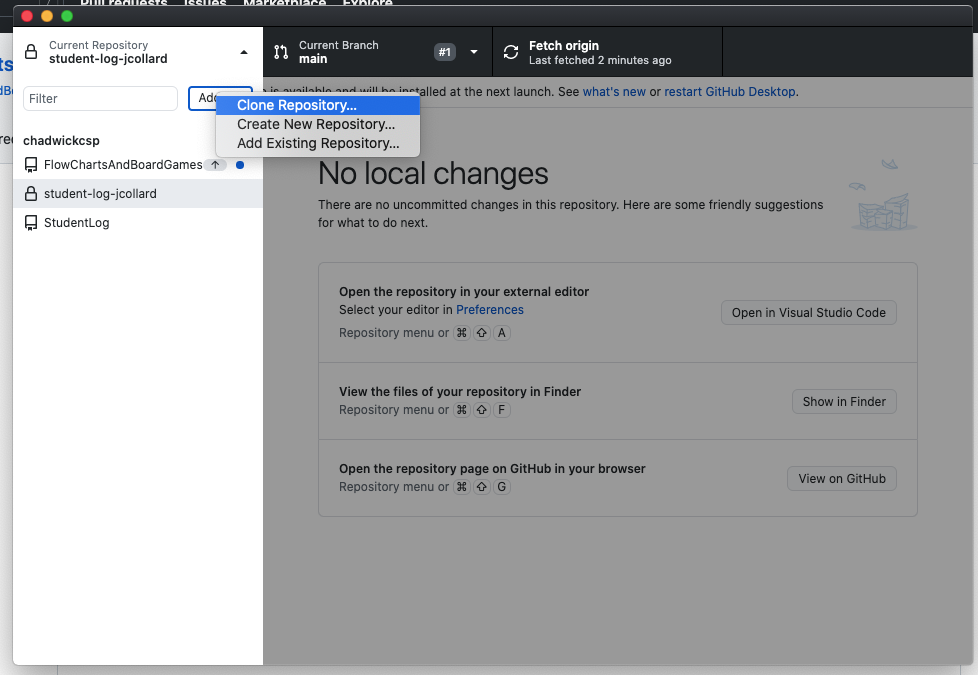 Pull requests Issues Marketplace Explore
Current Repository
student-log-jcollard
Current Branch
main
#1
Fetch origin
Last fetched 2 minutes ago
Filter
Add
is available and will be installed at the next launch. See what's new or restart GitHub Desktop.
Clone Repository...
Create New Repository...
Add Existing Repository...
chadwickcsp
FlowChartsAndBoardGames
student-log-jcollard
StudentLog
No local changes
There are no uncommitted changes in this repository. Here are some friendly suggestions
for what to do next.
Open the repository in your external editor
Select your editor in Preferences
Repository menu or ⌘ ⇧ A
Open in Visual Studio Code
View the files of your repository in Finder
Repository menu or ⌘ ⇧ F
Show in Finder
Open the repository page on GitHub in your browser
Repository menu or ⌘ ⇧ G
View on GitHub